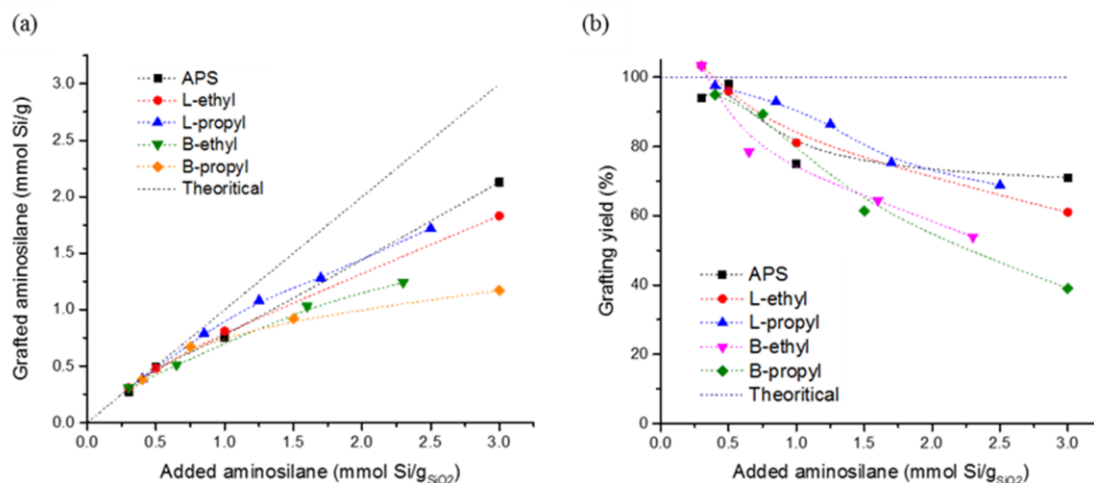 (a)
Grafted aminosilane (mmol Si/g)
3.0
2.5
2.0
1.5
1.0
0.5
0.0
APS
L-ethyl
L-propyl
B-ethyl
B-propyl
Theoritical
0.0 0.5 1.0 1.5 2.0 2.5 3.0
Added aminosilane (mmol Si/gSiO2)
(b)
Grafting yield (%)
100
80
60
40
20
0
APS
L-ethyl
L-propyl
B-ethyl
B-propyl
Theoritical
0.0 0.5 1.0 1.5 2.0 2.5 3.0
Added aminosilane (mmol Si/gSiO2)